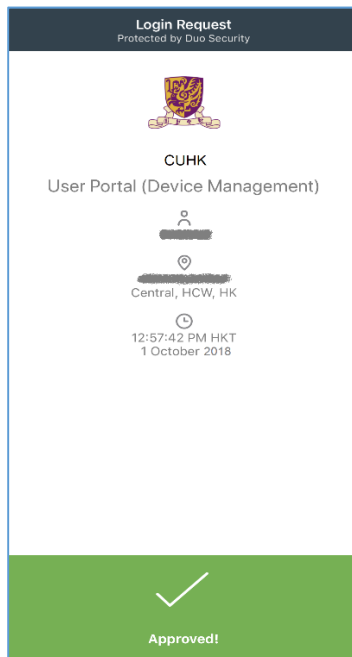 Login Request
Protected by Duo Security
CUHK
User Portal (Device Management)
Central, HCW, HK
12:57:42 PM HKT
1 October 2018
Approved!